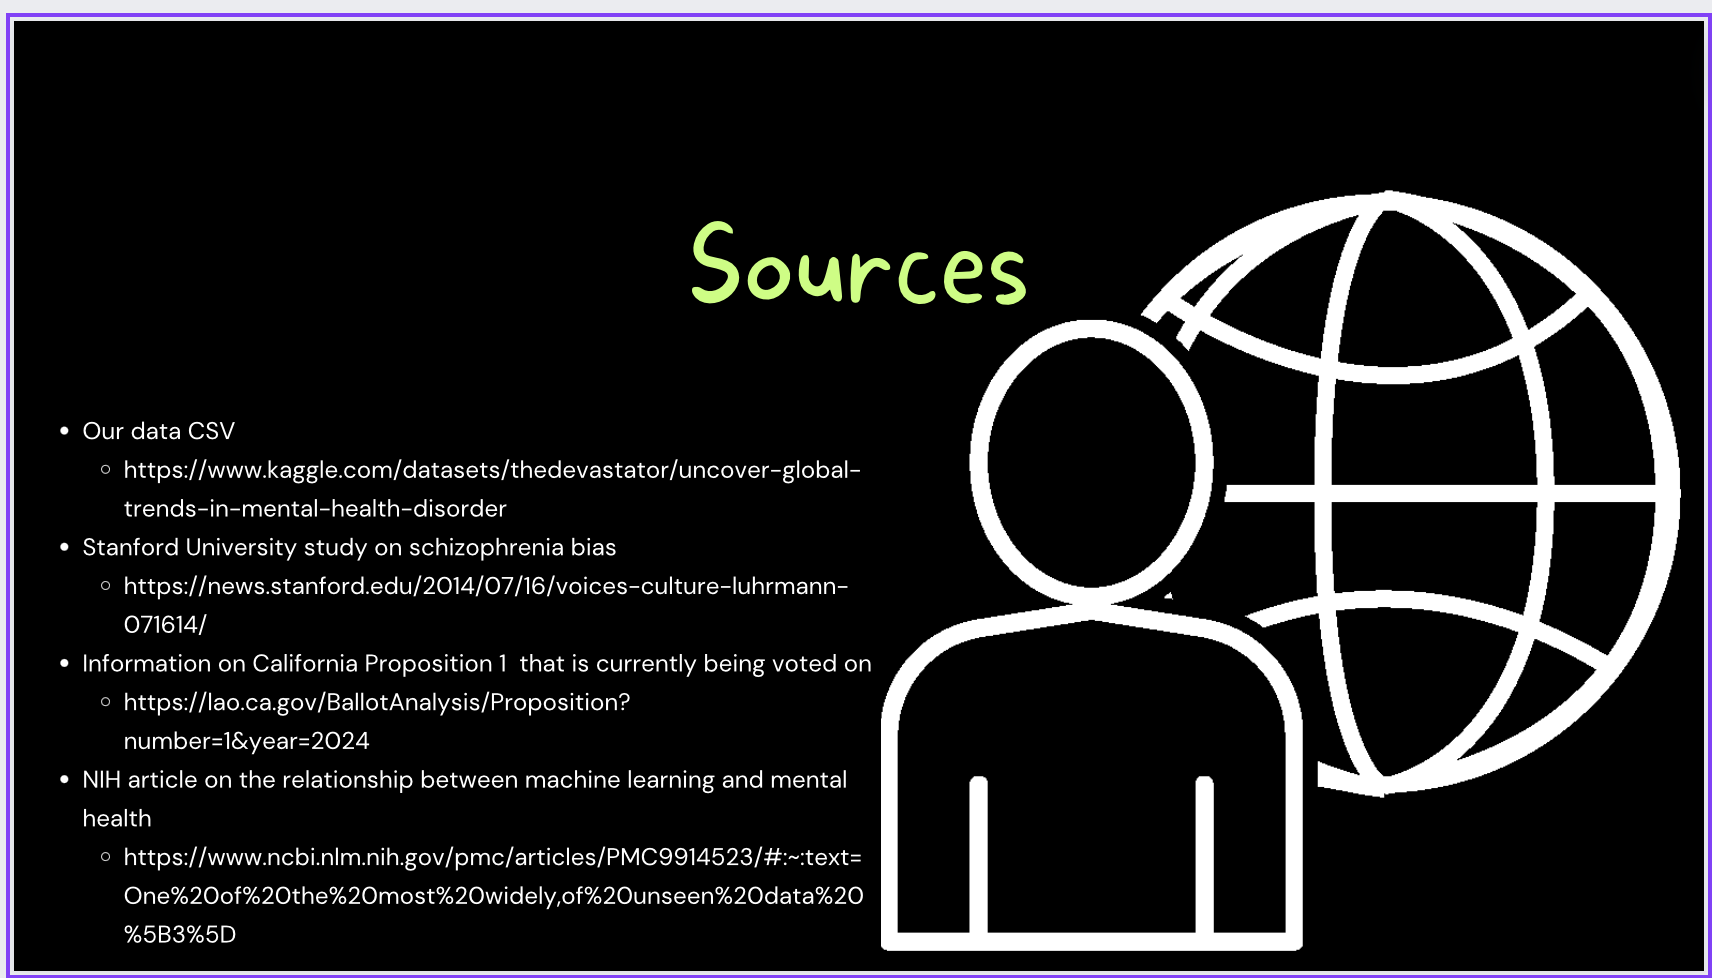 Sources
Our data CSV
https://www.kaggle.com/datasets/thedevastator/uncover-global-
trends-in-mental-health-disorder
Stanford University study on schizophrenia bias
https://news.stanford.edu/2014/07/16/voices-culture-luhrmann-
071614/
Information on California Proposition 1  that is currently being voted on
https://lao.ca.gov/BallotAnalysis/Proposition?
number=1&year=2024
NIH article on the relationship between machine learning and mental
health
https://www.ncbi.nlm.nih.gov/pmc/articles/PMC9914523/#:~:text=
One%20of%20the%20most%20widely,of%20unseen%20data%20
%5B3%5D